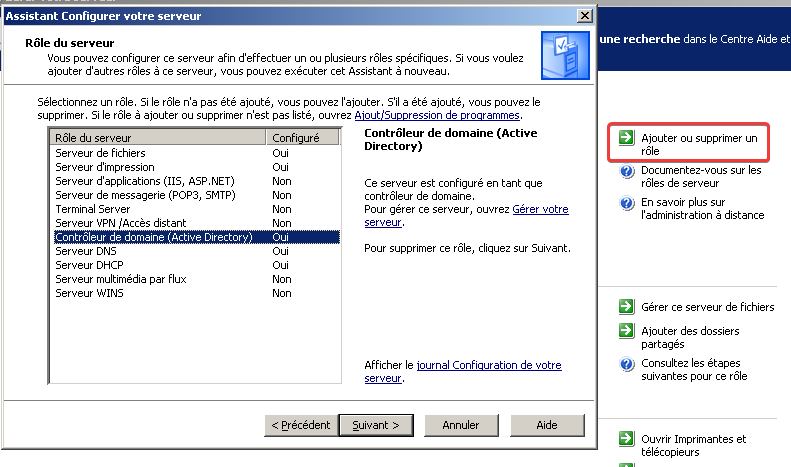 Assistant Configurer votre serveur
Rôle du serveur
Vous pouvez configurer ce serveur afin d'effectuer un ou plusieurs rôles spécifiques. Si vous voulez
ajouter d'autres rôles à ce serveur, vous pouvez exécuter cet Assistant à nouveau.
Sélectionnez un rôle. Si le rôle n'a pas été ajouté, vous pouvez l'ajouter. S'il a été ajouté, vous pouvez le
supprimer. Si le rôle à ajouter ou supprimer n'est pas listé, ouvrez Ajout/Suppression de programmes.
Rôle du serveur Configuré
Serveur de fichiers Oui
Serveur d'impression Oui
Serveur d'applications (IIS, ASP.NET) Non
Serveur de messagerie (POP3, SMTP) Non
Terminal Server Non
Serveur VPN /Accès distant Non
Contrôleur de domaine (Active Directory) Oui
Serveur DNS Oui
Serveur DHCP Oui
Serveur multimédia par flux Non
Serveur WINS Non
Contrôleur de domaine (Active
Directory)
Ce serveur est configuré en tant que
contrôleur de domaine.
Pour gérer ce serveur, ouvrez Gérer votre
serveur.
Pour supprimer ce rôle, cliquez sur Suivant.
Afficher le journal Configuration de votre
serveur.
< Précédent
Suivant >
Annuler
Aide
une recherche dans le Centre Aide et
Ajouter ou supprimer un
rôle
Documentez-vous sur les
rôles de serveur
En savoir plus sur
l'administration à distance
Gérer ce serveur de fichiers
Ajouter des dossiers
partagés
Consultez les étapes
suivantes pour ce rôle
Ouvrir Imprimantes et
télécopieurs